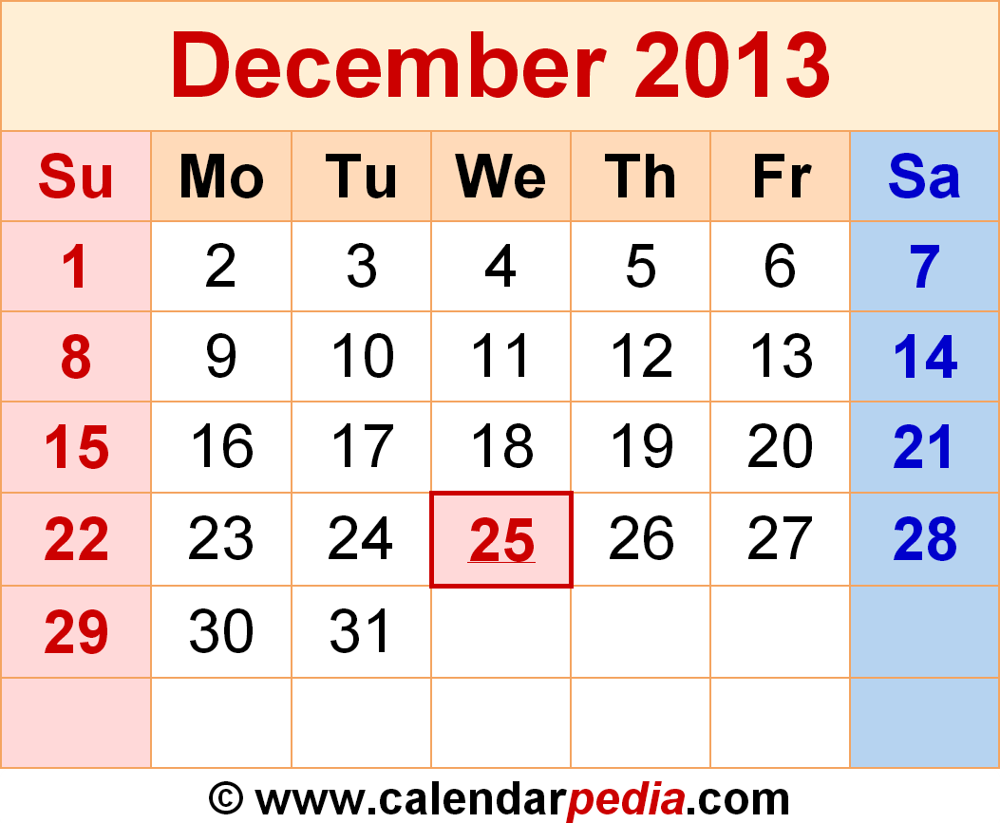 December 2013
Su Mo Tu We Th Fr Sa
1 2 3 4 5 6 7
8 9 10 11 12 13 14
15 16 17 18 19 20 21
22 23 24 25 26 27 28
29 30 31
© www.calendarpedia.com